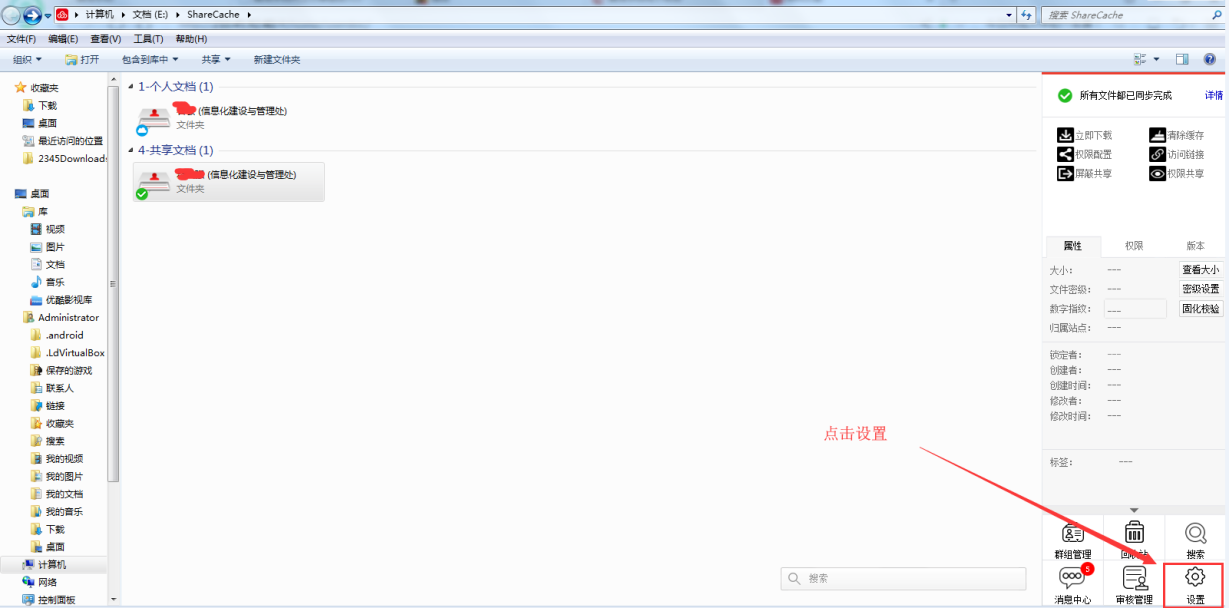 计算机 ▸ 文档 (E:) ▸ ShareCache ▸
搜索 ShareCache
文件(F) 编辑(E) 查看(V) 工具(T) 帮助(H)
组织 打开 包含到库中 共享 新建文件夹
收藏夹
下载
桌面
最近访问的位置
2345Downloads
桌面
库
视频
图片
文档
音乐
优酷影视库
Administrator
.android
.LdVirtualBox
保存的游戏
联系人
链接
收藏夹
搜索
我的视频
我的图片
我的文档
我的音乐
下载
桌面
计算机
网络
控制面板
1-个人文档 (1)
(信息化建设与管理处)
文件夹
4-共享文档 (1)
(信息化建设与管理处)
文件夹
点击设置
搜索
所有文件都已同步完成 详情
立即下载 清除缓存
权限配置 访问链接
屏蔽共享 权限共享
属性 权限 版本
大小: --- 查看大小
文件密级: --- 密级设置
数字指纹: --- 固化校验
归属站点: ---
锁定者: ---
创建者: ---
创建时间: ---
修改者: ---
修改时间: ---
标签: ---
群组管理 回收站 搜索
5
消息中心 审核管理 设置